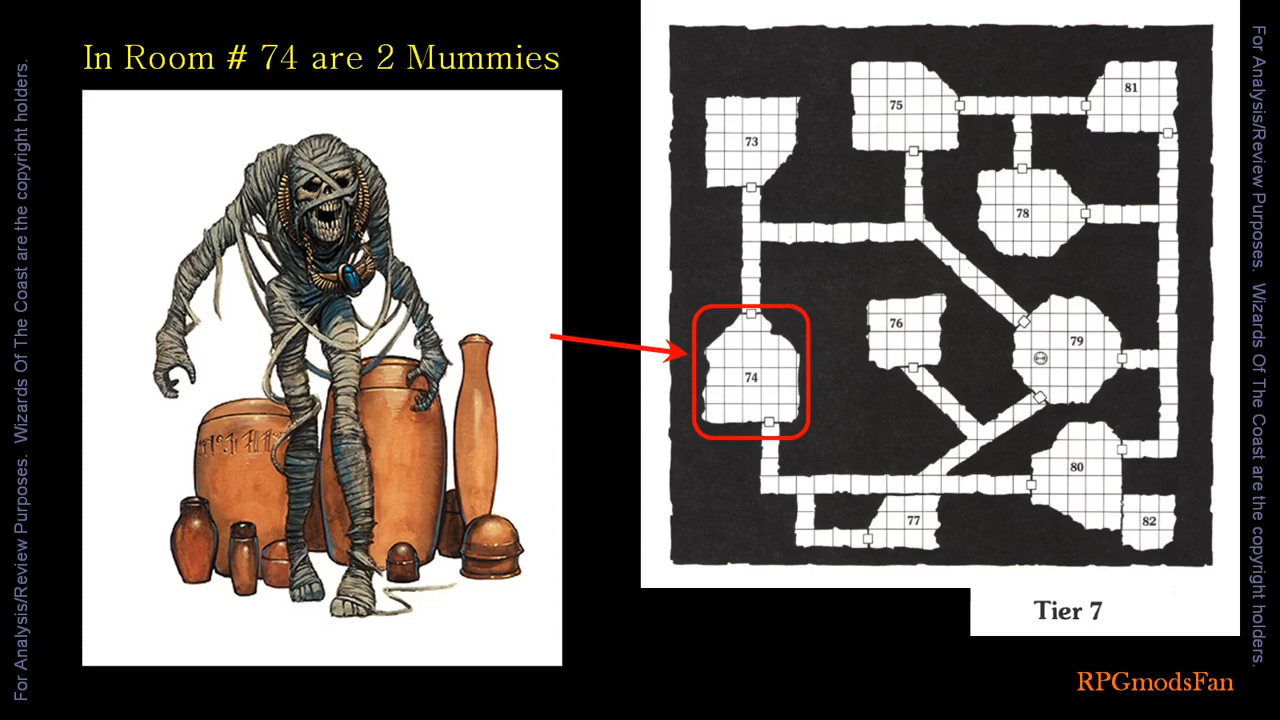 In Room # 74 are 2 Mummies
For Analysis/Review Purposes. Wizards Of The Coast are the copyright holders.
73
75
81
78
74
76
79
80
77
82
Tier 7
RPGmodsFan
For Analysis/Review Purposes. Wizards Of The Coast are the copyright holders.